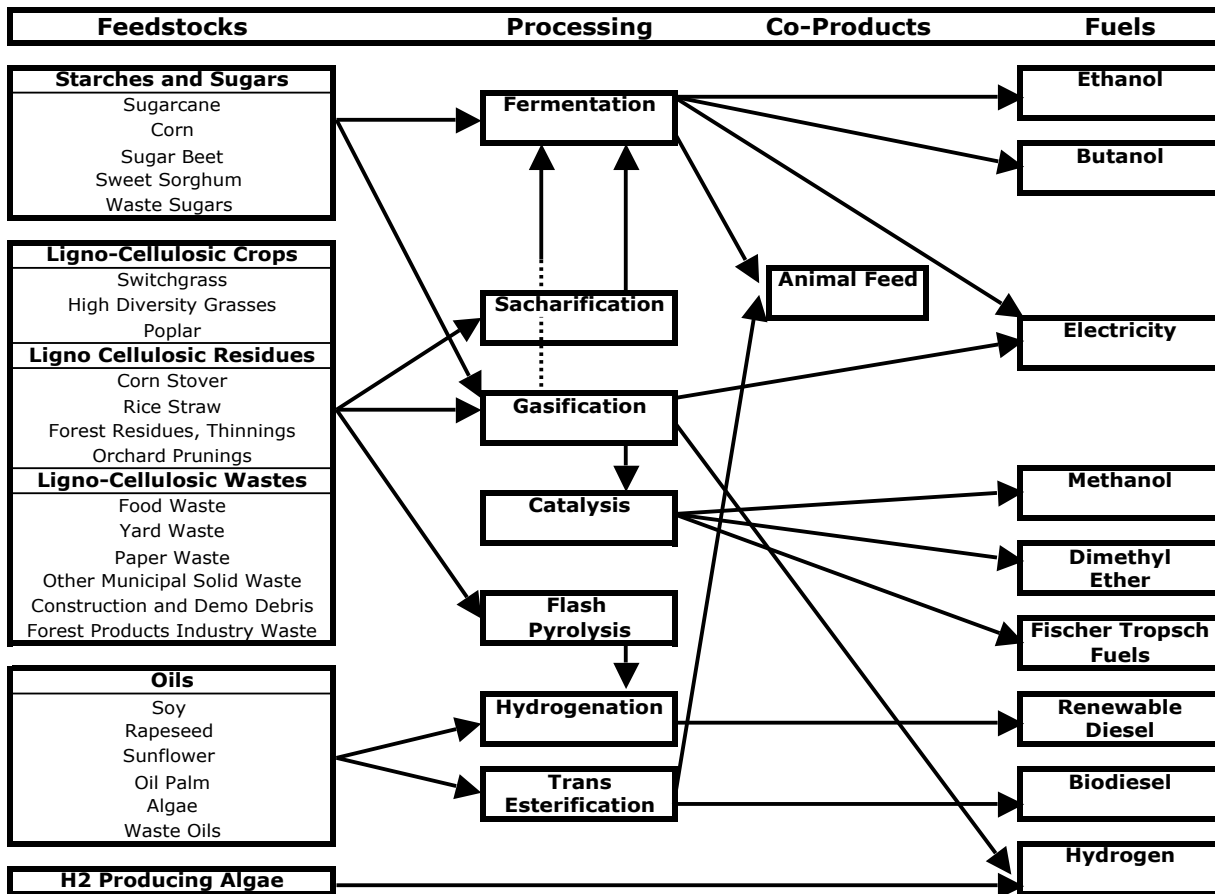 Feedstocks Processing Co-Products Fuels
Starches and Sugars
Sugarcane
Corn
Sugar Beet
Sweet Sorghum
Waste Sugars
Ligno-Cellulosic Crops
Switchgrass
High Diversity Grasses
Poplar
Ligno Cellulosic Residues
Corn Stover
Rice Straw
Forest Residues, Thinnings
Orchard Prunings
Ligno-Cellulosic Wastes
Food Waste
Yard Waste
Paper Waste
Other Municipal Solid Waste
Construction and Demo Debris
Forest Products Industry Waste
Oils
Soy
Rapeseed
Sunflower
Oil Palm
Algae
Waste Oils
H2 Producing Algae
Fermentation
Sacharification
Gasification
Catalysis
Flash
Pyrolysis
Hydrogenation
Trans
Esterification
Animal Feed
Ethanol
Butanol
Electricity
Methanol
Dimethyl
Ether
Fischer Tropsch
Fuels
Renewable
Diesel
Biodiesel
Hydrogen